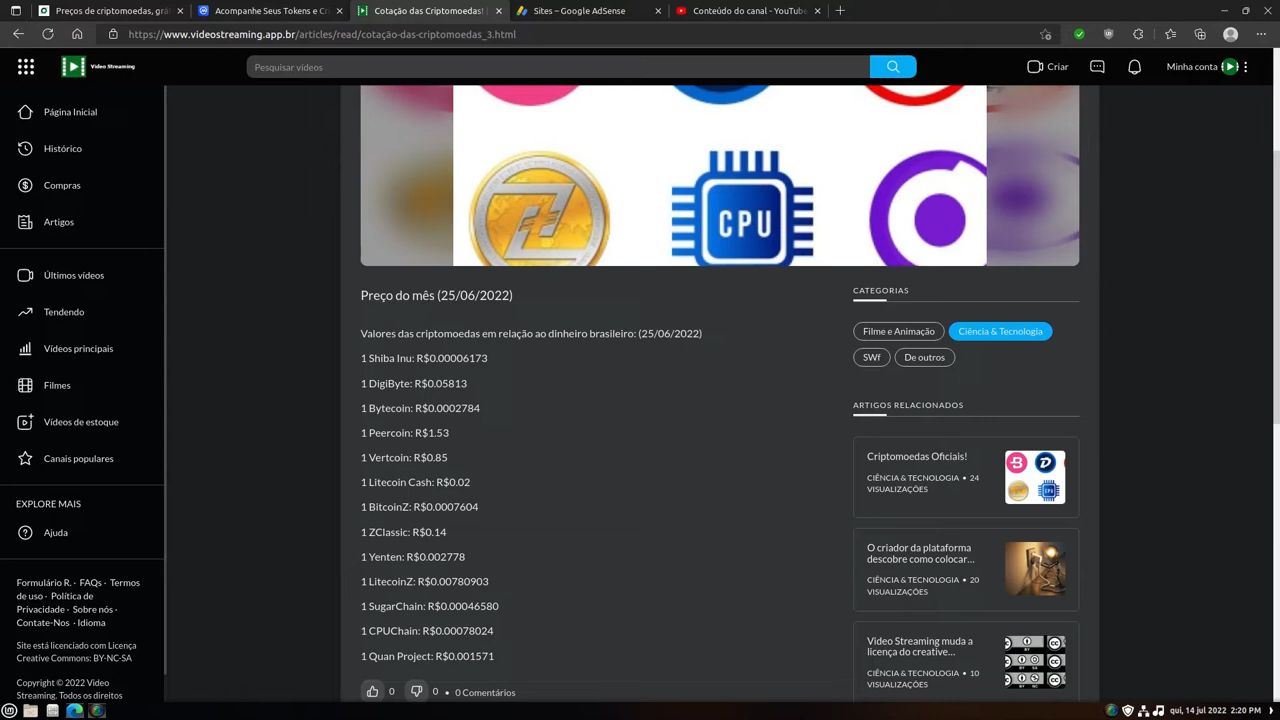 Preços de criptomoedas, grá
Acompanhe Seus Tokens e Cri
Cotação das Criptomoedas!
Sites – Google AdSense
Conteúdo do canal - YouTube
https://www.videostreaming.app.br/articles/read/cotação-das-criptomoedas_3.html
Video Streaming
Pesquisar vídeos
Criar
Minha conta
Página Inicial
Histórico
Compras
Artigos
Últimos vídeos
Tendendo
Vídeos principais
Filmes
Vídeos de estoque
Canais populares
EXPLORE MAIS
Ajuda
Formulário R. · FAQs · Termos
de uso · Política de
Privacidade · Sobre nós ·
Contate-Nos · Idioma
Site está licenciado com Licença
Creative Commons: BY-NC-SA
Copyright © 2022 Video
Streaming. Todos os direitos
CPU
Preço do mês (25/06/2022)
Valores das criptomoedas em relação ao dinheiro brasileiro: (25/06/2022)
1 Shiba Inu: R$0.00006173
1 DigiByte: R$0.05813
1 Bytecoin: R$0.0002784
1 Peercoin: R$1.53
1 Vertcoin: R$0.85
1 Litecoin Cash: R$0.02
1 BitcoinZ: R$0.0007604
1 ZClassic: R$0.14
1 Yenten: R$0.002778
1 LitecoinZ: R$0.00780903
1 SugarChain: R$0.00046580
1 CPUChain: R$0.00078024
1 Quan Project: R$0.001571
0 0 • 0 Comentários
CATEGORIAS
Filme e Animação Ciência & Tecnologia
SWf De outros
ARTIGOS RELACIONADOS
Criptomoedas Oficiais!
CIÊNCIA & TECNOLOGIA • 24
VISUALIZAÇÕES
O criador da plataforma
descobre como colocar...
CIÊNCIA & TECNOLOGIA • 20
VISUALIZAÇÕES
Video Streaming muda a
licença do creative...
CIÊNCIA & TECNOLOGIA • 10
VISUALIZAÇÕES
qui, 14 jul 2022 2:20 PM